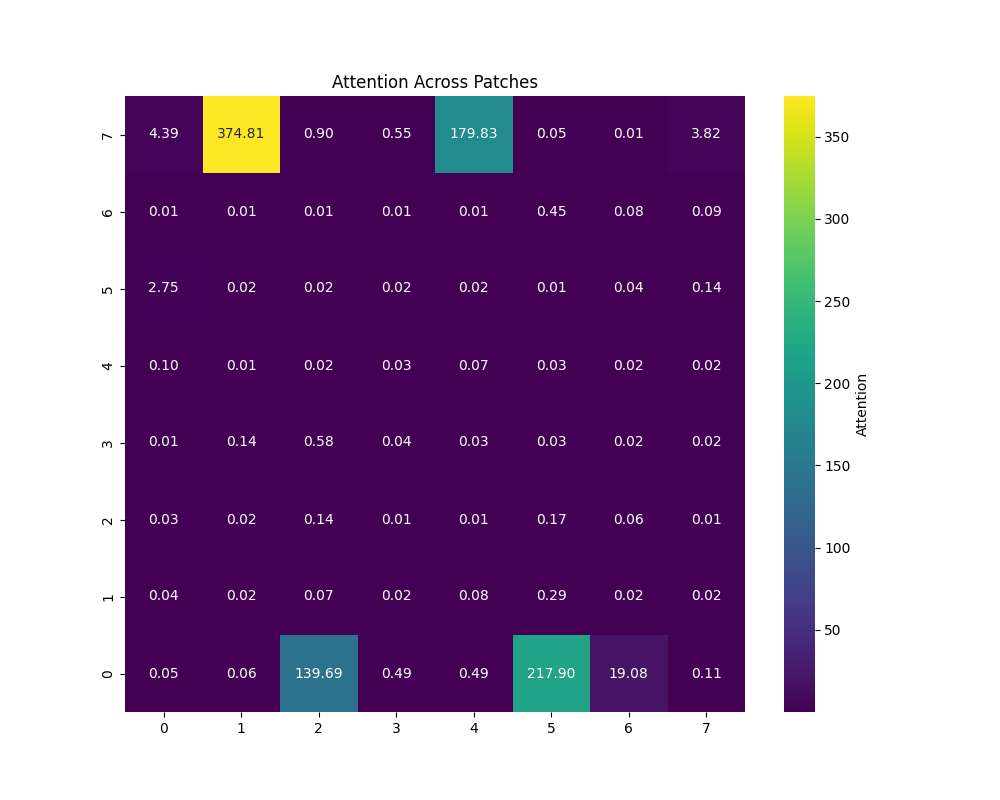 Attention Across Patches
7 4.39 374.81 0.90 0.55 179.83 0.05 0.01 3.82
6 0.01 0.01 0.01 0.01 0.01 0.45 0.08 0.09
5 2.75 0.02 0.02 0.02 0.02 0.01 0.04 0.14
4 0.10 0.01 0.02 0.03 0.07 0.03 0.02 0.02
3 0.01 0.14 0.58 0.04 0.03 0.03 0.02 0.02
2 0.03 0.02 0.14 0.01 0.01 0.17 0.06 0.01
1 0.04 0.02 0.07 0.02 0.08 0.29 0.02 0.02
0 0.05 0.06 139.69 0.49 0.49 217.90 19.08 0.11
0 1 2 3 4 5 6 7
350
300
250
200
150
100
50
Attention